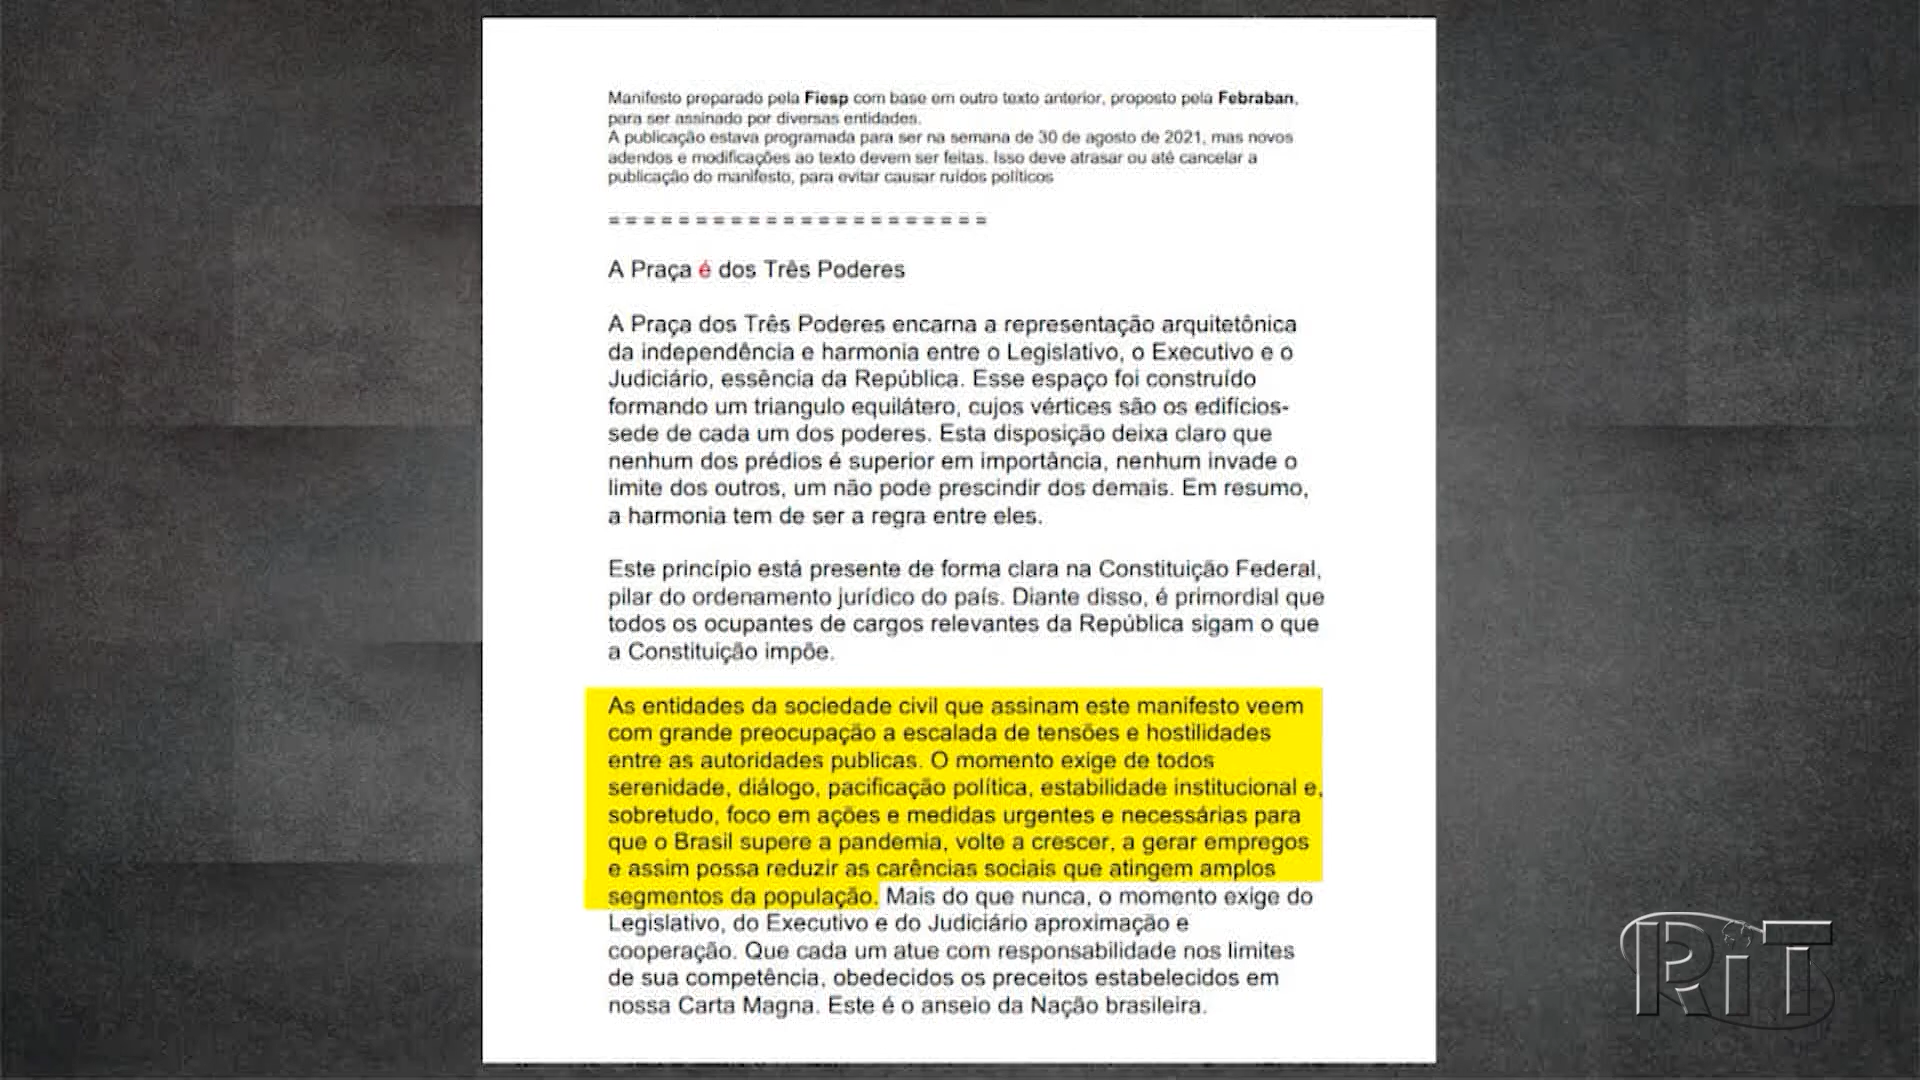 Manifesto preparado pela Fiesp com base em outro texto anterior, proposto pela Febraban,
para ser assinado por diversas entidades.
A publicação estava programada para ser na semana de 30 de agosto de 2021, mas novos
adendos e modificações ao texto devem ser feitas. Isso deve atrasar ou até cancelar a
publicação do manifesto, para evitar causar ruídos políticos
= = = = = = = = = = = = = = = = = = = = = =
A Praça é dos Três Poderes
A Praça dos Três Poderes encarna a representação arquitetônica
da independência e harmonia entre o Legislativo, o Executivo e o
Judiciário, essência da República. Esse espaço foi construído
formando um triangulo equilátero, cujos vértices são os edifícios-
sede de cada um dos poderes. Esta disposição deixa claro que
nenhum dos prédios é superior em importância, nenhum invade o
limite dos outros, um não pode prescindir dos demais. Em resumo,
a harmonia tem de ser a regra entre eles.
Este princípio está presente de forma clara na Constituição Federal,
pilar do ordenamento jurídico do país. Diante disso, é primordial que
todos os ocupantes de cargos relevantes da República sigam o que
a Constituição impõe.
As entidades da sociedade civil que assinam este manifesto veem
com grande preocupação a escalada de tensões e hostilidades
entre as autoridades publicas. O momento exige de todos
serenidade, diálogo, pacificação política, estabilidade institucional e,
sobretudo, foco em ações e medidas urgentes e necessárias para
que o Brasil supere a pandemia, volte a crescer, a gerar empregos
e assim possa reduzir as carências sociais que atingem amplos
segmentos da população. Mais do que nunca, o momento exige do
Legislativo, do Executivo e do Judiciário aproximação e
cooperação. Que cada um atue com responsabilidade nos limites
de sua competência, obedecidos os preceitos estabelecidos em
nossa Carta Magna. Este é o anseio da Nação brasileira.
RiT